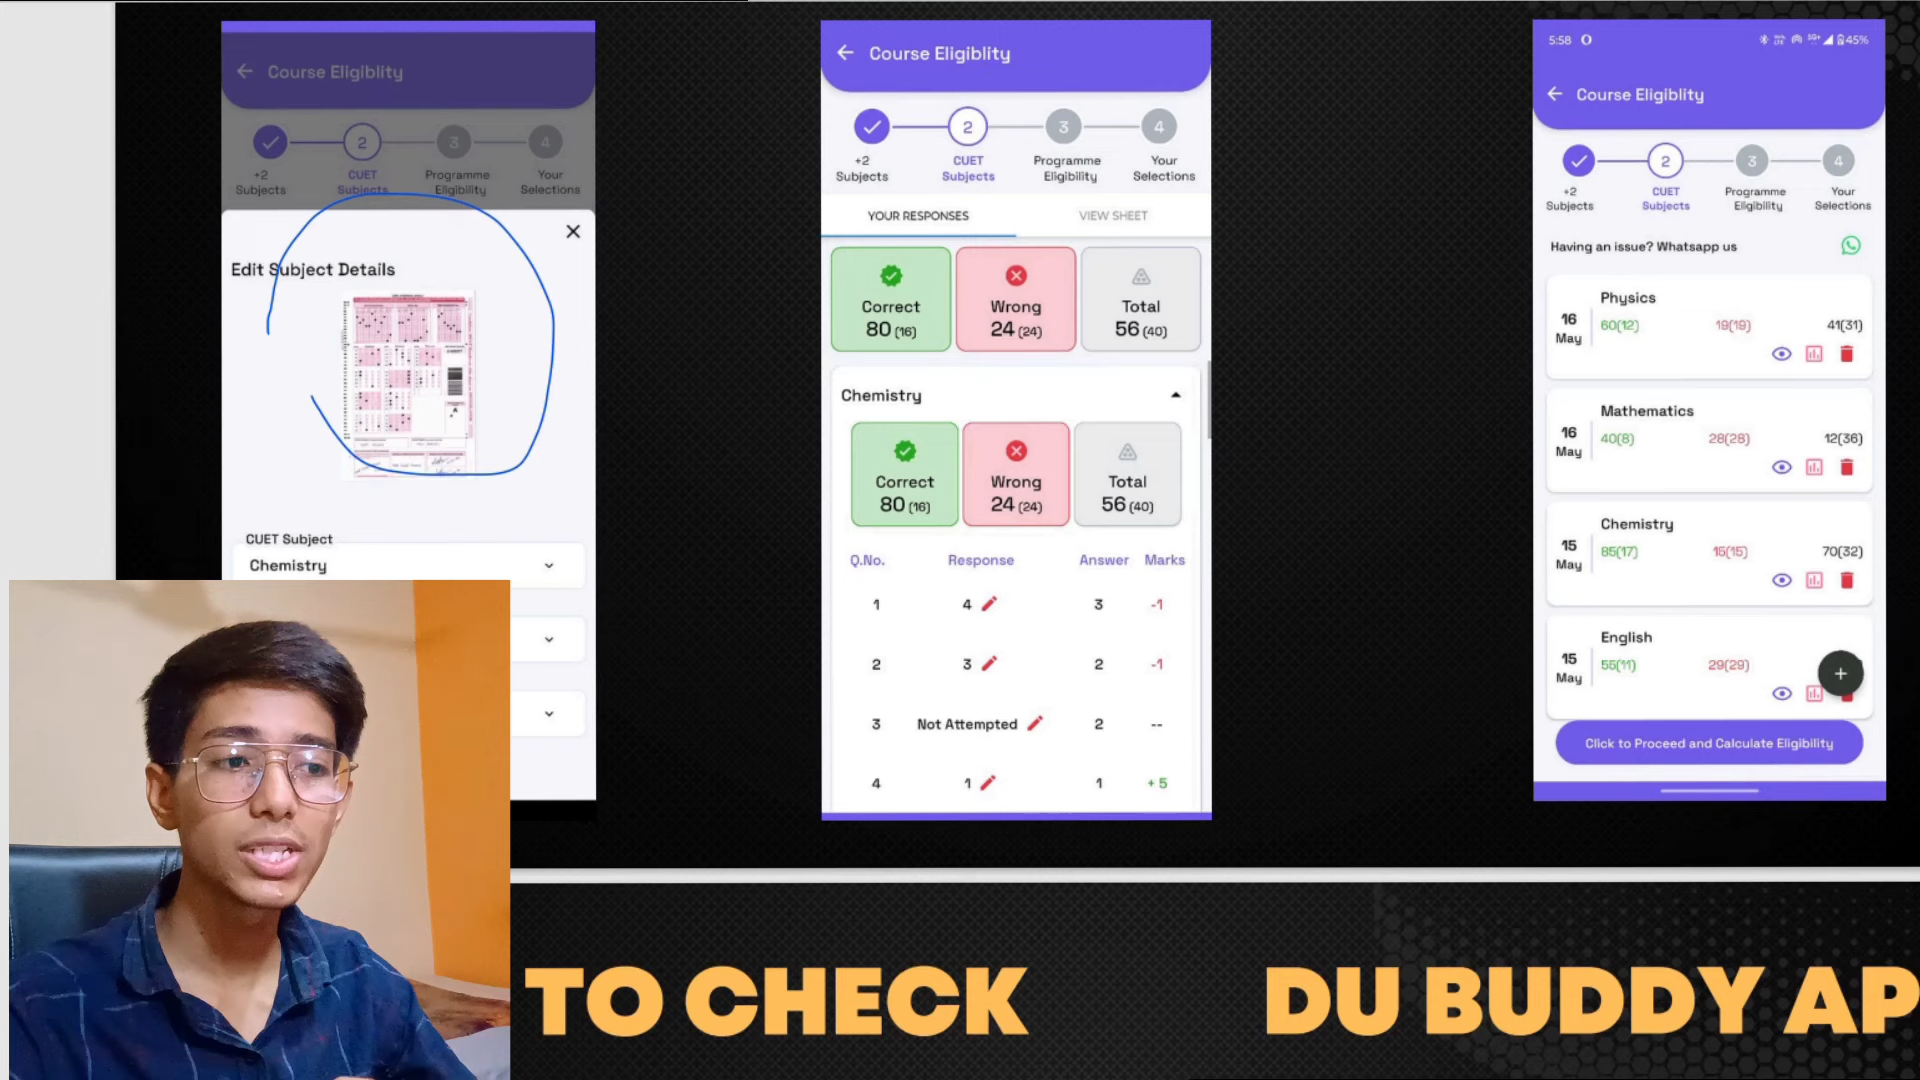 Course Eligiblity
2
3
4
+2
Subjects
CUET
Subjects
Programme
Eligibility
Your
Selections
Edit Subject Details
CUET Subject
Chemistry
Course Eligiblity
2
3
4
+2
Subjects
CUET
Subjects
Programme
Eligibility
Your
Selections
YOUR RESPONSES
VIEW SHEET
Correct
80 (16)
Wrong
24 (24)
Total
56 (40)
Chemistry
Correct
80 (16)
Wrong
24 (24)
Total
56 (40)
Q.No. Response Answer Marks
1 4 3 -1
2 3 2 -1
3 Not Attempted 2 --
4 1 1 +5
5:58
5G+
45%
Course Eligiblity
2
3
4
+2
Subjects
CUET
Subjects
Programme
Eligibility
Your
Selections
Having an issue? Whatsapp us
16
May
Physics
60(12) 19(19) 41(31)
16
May
Mathematics
40(8) 28(28) 12(36)
15
May
Chemistry
85(17) 15(15) 70(32)
15
May
English
55(11) 29(29)
+
Click to Proceed and Calculate Eligibility
TO CHECK
DU BUDDY AP